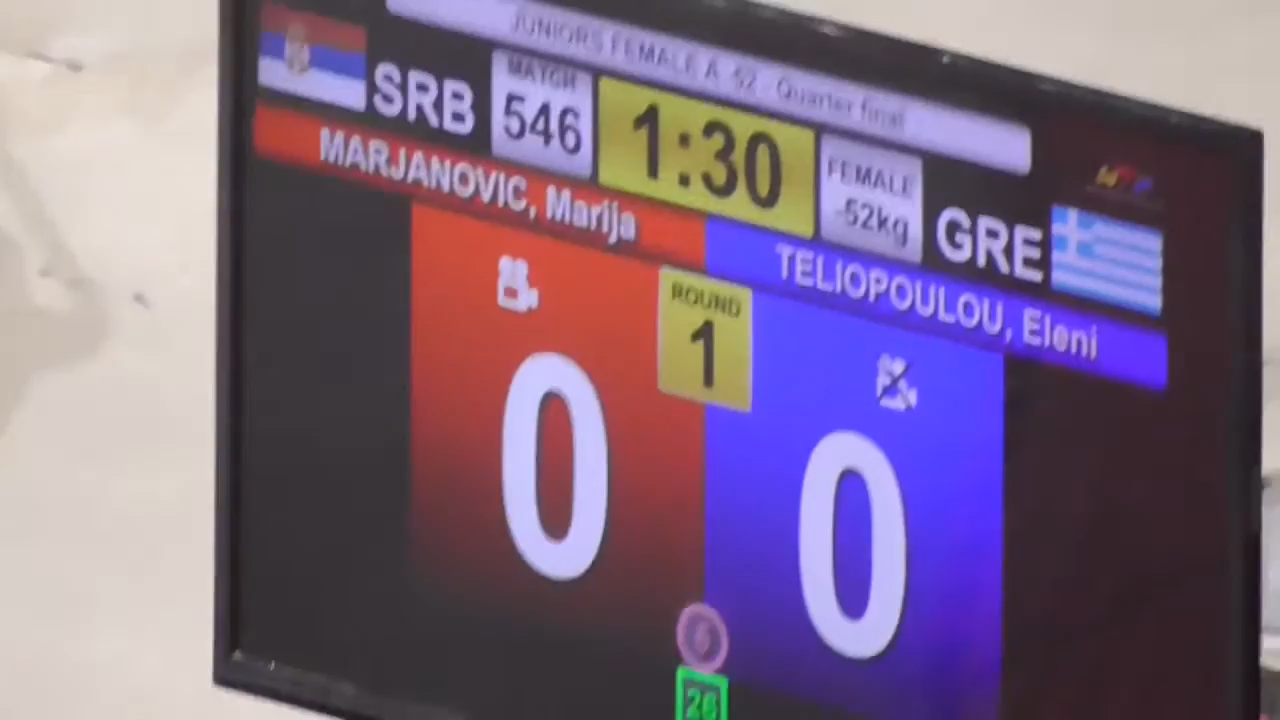 JUNIORS FEMALE A -52 - Quarter final
SRB
MATCH
546
1:30
FEMALE
-52kg
GRE
MARJANOVIC, Marija
TELIOPOULOU, Eleni
ROUND
1
0
0
26